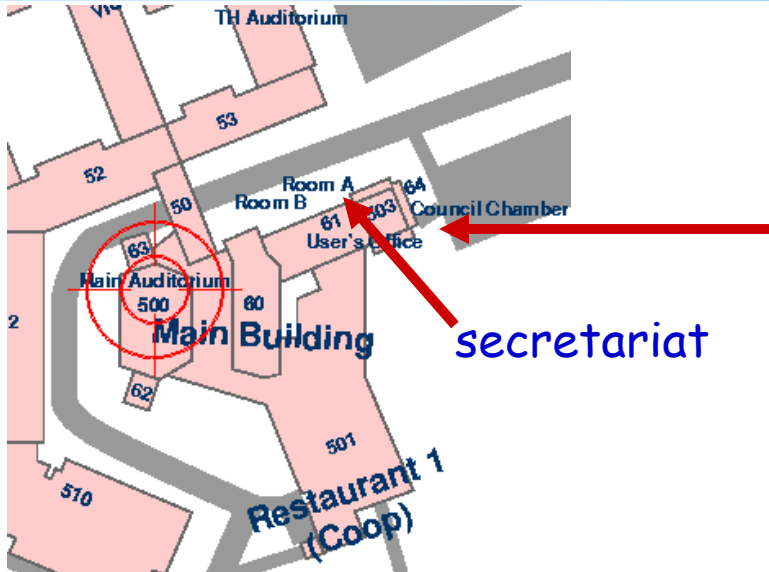 TH Auditorium
53
52
50
Room A
64
Room B
503
Council Chamber
61
User's Office
63
Main Auditorium
500
60
2
Main Building
secretariat
62
501
510
Restaurant 1
(Coop)